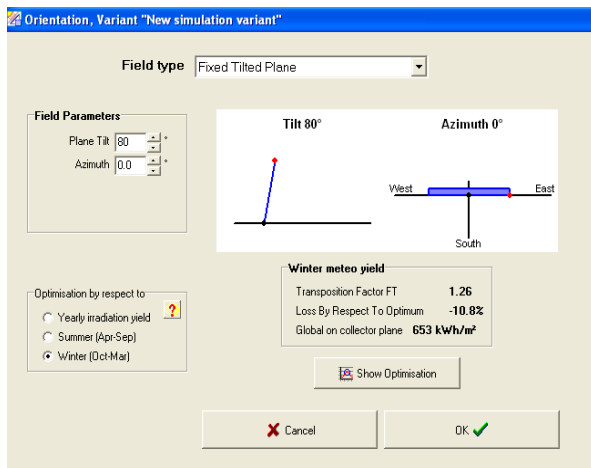 Orientation, Variant "New simulation variant"
Field type Fixed Tilted Plane
Field Parameters
Plane Tilt 80 °
Azimuth 0.0 °
Tilt 80° Azimuth 0°
West East
South
Winter meteo yield
Transposition Factor FT 1.26
Loss By Respect To Optimum -10.8%
Global on collector plane 653 kWh/m²
Optimisation by respect to
?
Yearly irradiation yield
Summer (Apr-Sep)
Winter (Oct-Mar)
Show Optimisation
Cancel OK